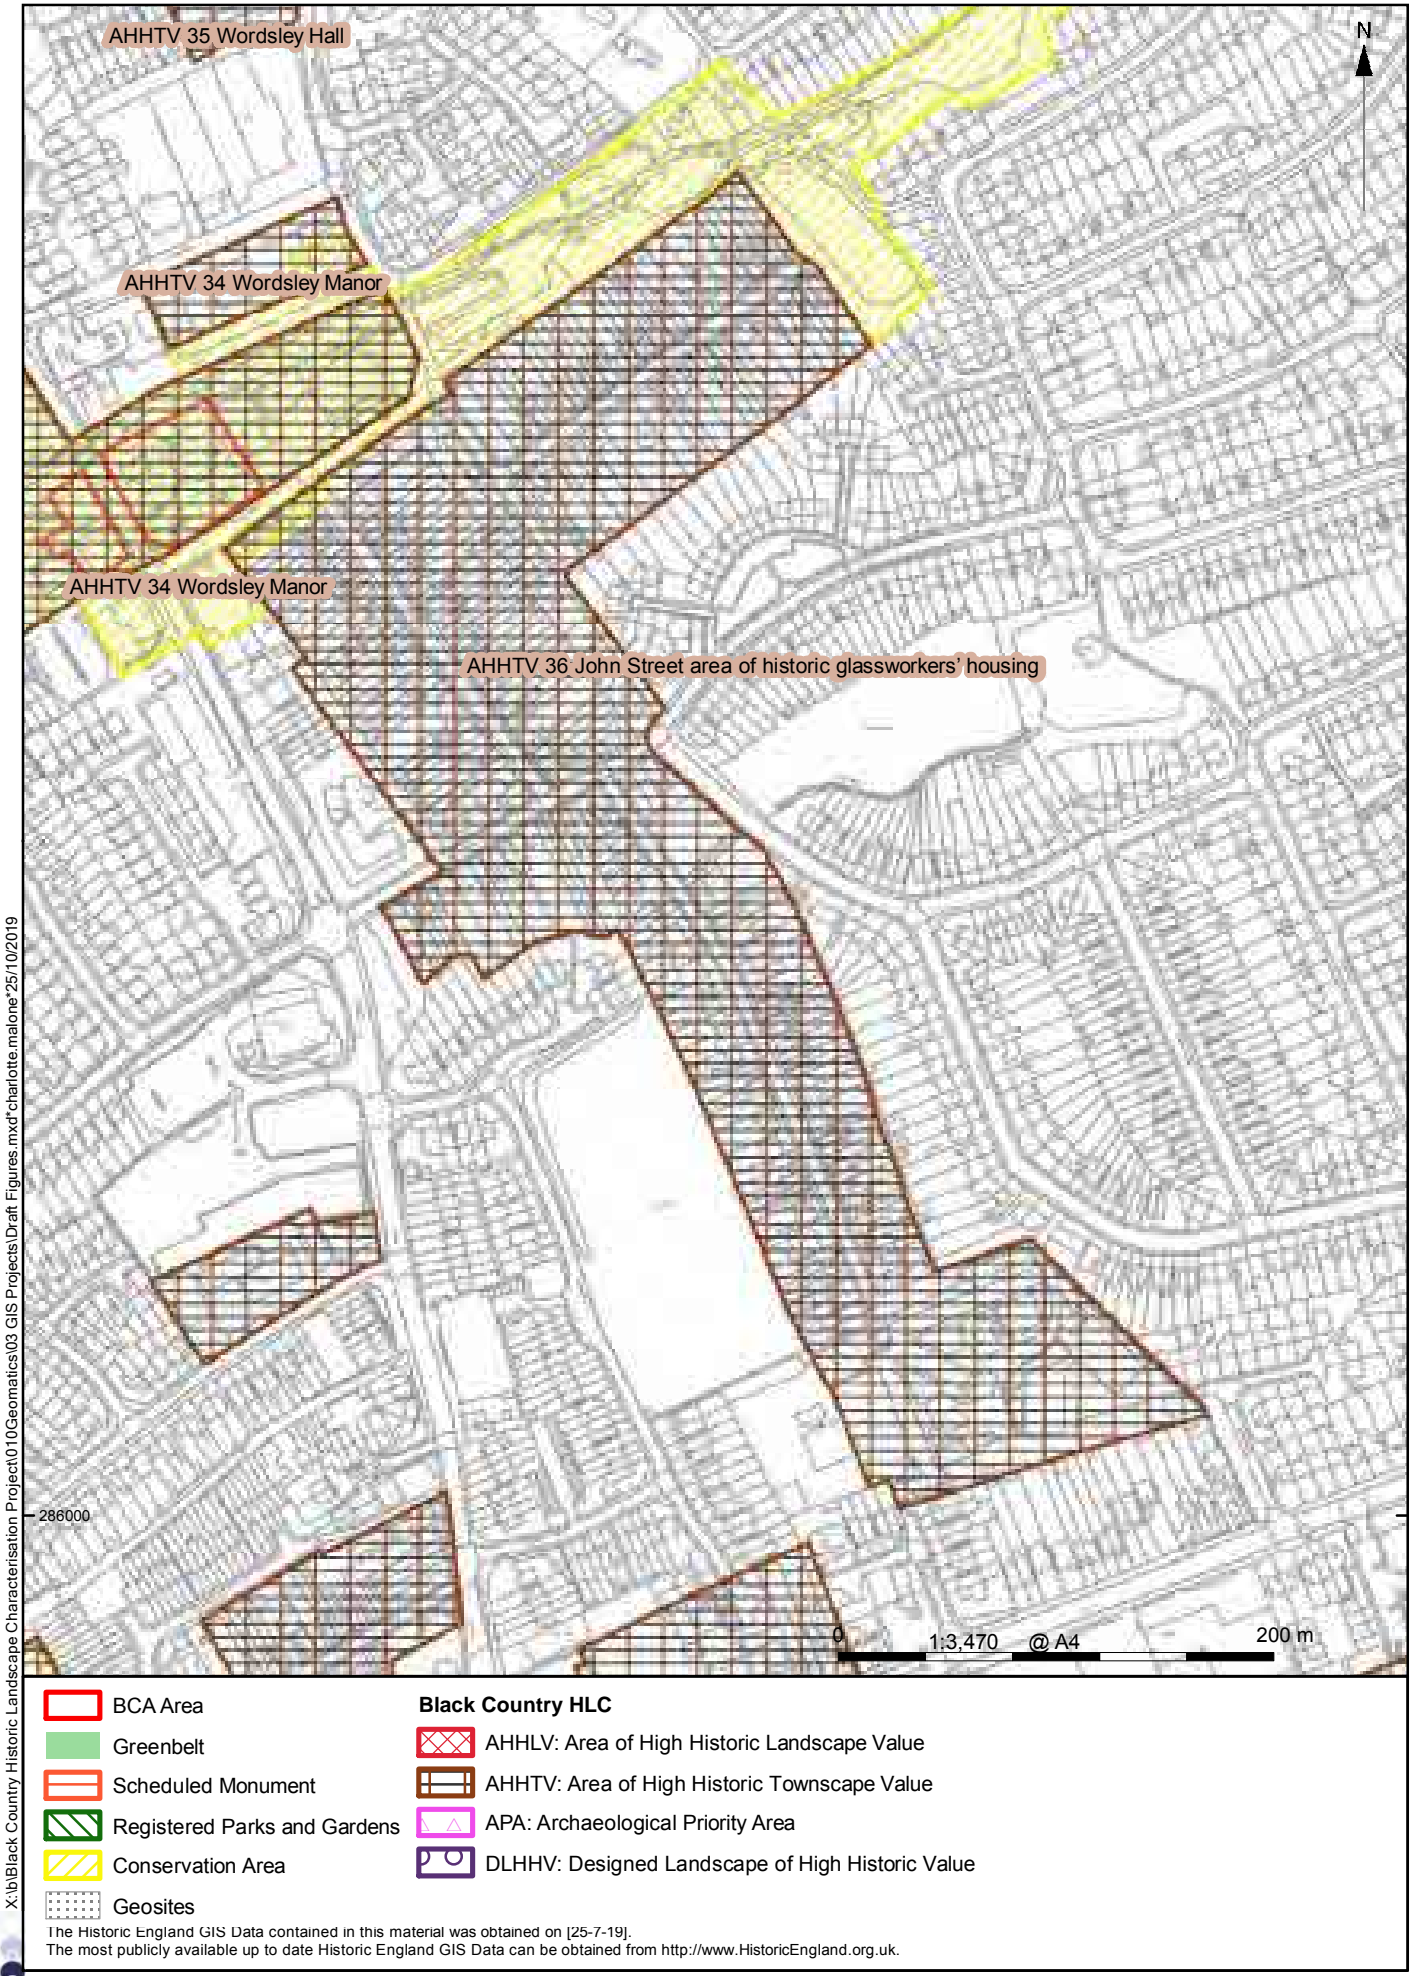 AHHTV 35 Wordsley Hall
N
AHHTV 34 Wordsley Manor
AHHTV 34 Wordsley Manor
AHHTV 36 John Street area of historic glassworkers' housing
286000
0
1:3,470 @ A4
200 m
X:\b\Black Country Historic Landscape Characterisation Project\010Geomatics\03 GIS Projects\Draft Figures.mxd*charlotte.malone*25/10/2019
BCA Area
Greenbelt
Scheduled Monument
Registered Parks and Gardens
Conservation Area
Geosites
Black Country HLC
AHHLV: Area of High Historic Landscape Value
AHHTV: Area of High Historic Townscape Value
APA: Archaeological Priority Area
DLHHV: Designed Landscape of High Historic Value
The Historic England GIS Data contained in this material was obtained on [25-7-19].
The most publicly available up to date Historic England GIS Data can be obtained from http://www.HistoricEngland.org.uk.